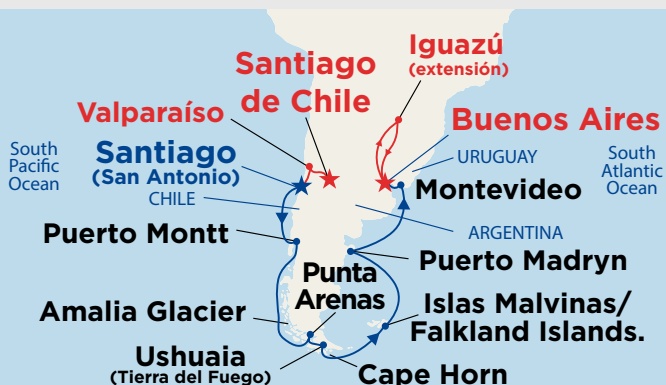 Iguazú
(extensión)
Santiago
de Chile
Valparaíso
Buenos Aires
South
Pacific
Ocean
Santiago
(San Antonio)
URUGUAY
South
Atlantic
Ocean
CHILE
Montevideo
Puerto Montt
ARGENTINA
Puerto Madryn
Punta
Arenas
Amalia Glacier
Islas Malvinas/
Falkland Islands.
Ushuaia
(Tierra del Fuego)
Cape Horn